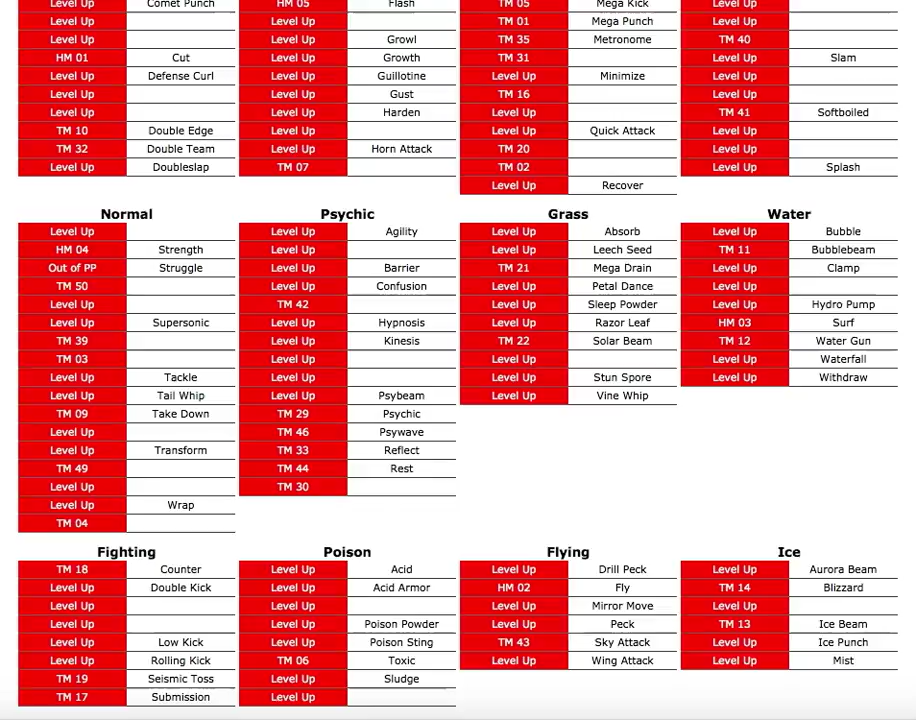 Level Up Comet Punch HM 05 Flash TM 05 Mega Kick Level Up
Level Up Level Up TM 01 Mega Punch Level Up
Level Up Level Up Growl TM 35 Metronome TM 40
HM 01 Cut Level Up Growth TM 31 Level Up Slam
Level Up Defense Curl Level Up Guillotine Level Up Minimize Level Up
Level Up Level Up Gust TM 16 Level Up
Level Up Level Up Harden Level Up TM 41 Softboiled
TM 10 Double Edge Level Up Level Up Quick Attack Level Up
TM 32 Double Team Level Up Horn Attack TM 20 Level Up
Level Up Doubleslap TM 07 TM 02 Level Up Splash
Level Up Recover
Normal Psychic Grass Water
Level Up Level Up Agility Level Up Absorb Level Up Bubble
HM 04 Strength Level Up Level Up Leech Seed TM 11 Bubblebeam
Out of PP Struggle Level Up Barrier TM 21 Mega Drain Level Up Clamp
TM 50 Level Up Confusion Level Up Petal Dance Level Up
Level Up TM 42 Level Up Sleep Powder Level Up Hydro Pump
Level Up Supersonic Level Up Hypnosis Level Up Razor Leaf HM 03 Surf
TM 39 Level Up Kinesis TM 22 Solar Beam TM 12 Water Gun
TM 03 Level Up Level Up Level Up Waterfall
Level Up Tackle Level Up Level Up Stun Spore Level Up Withdraw
Level Up Tail Whip Level Up Psybeam Level Up Vine Whip
TM 09 Take Down TM 29 Psychic
Level Up TM 46 Psywave
Level Up Transform TM 33 Reflect
TM 49 TM 44 Rest
Level Up TM 30
Level Up Wrap
TM 04
Fighting Poison Flying Ice
TM 18 Counter Level Up Acid Level Up Drill Peck Level Up Aurora Beam
Level Up Double Kick Level Up Acid Armor HM 02 Fly TM 14 Blizzard
Level Up Level Up Level Up Mirror Move Level Up
Level Up Level Up Poison Powder Level Up Peck TM 13 Ice Beam
Level Up Low Kick Level Up Poison Sting TM 43 Sky Attack Level Up Ice Punch
Level Up Rolling Kick TM 06 Toxic Level Up Wing Attack Level Up Mist
TM 19 Seismic Toss Level Up Sludge
TM 17 Submission Level Up